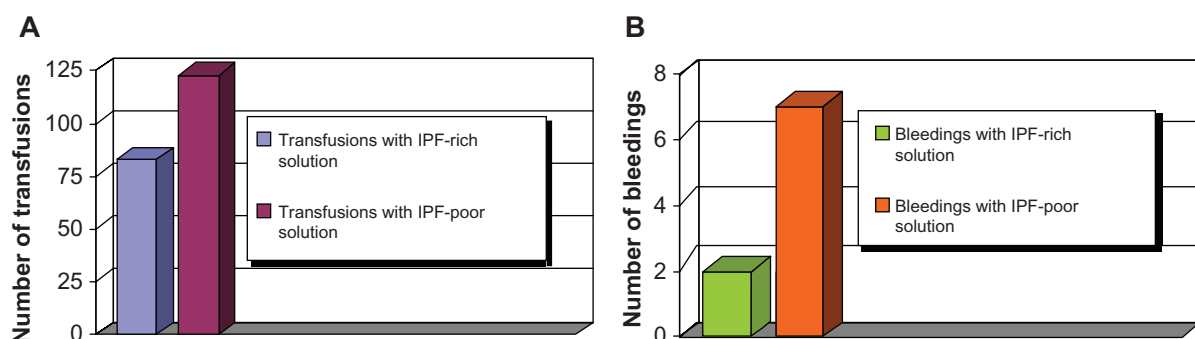 A
Number of transfusions
125
100
75
50
25
0
Transfusions with IPF-rich
solution
Transfusions with IPF-poor
solution
B
Number of bleedings
8
6
4
2
0
Bleedings with IPF-rich
solution
Bleedings with IPF-poor
solution